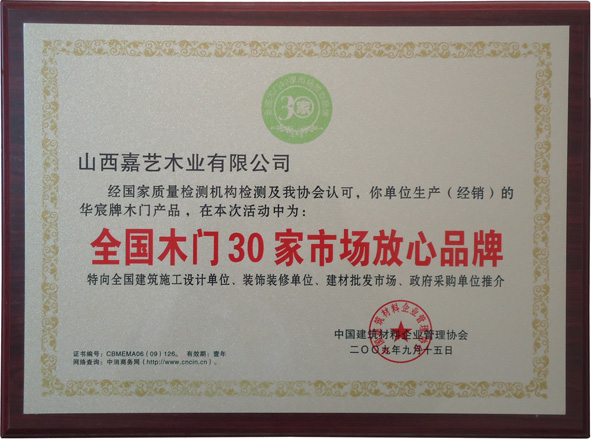 30家
山西嘉艺木业有限公司
经国家质量检测机构检测及我协会认可，你单位生产（经销）的
华宸牌木门产品，在本次活动中为：
全国木门30家市场放心品牌
特向全国建筑施工设计单位、装饰装修单位、建材批发市场、政府采购单位推介
中国建筑材料企业管理协会
二〇〇九年九月十五日
证书编号：CBMEMA06（09）126。 有效期：壹年
网络查询：中消商务网（http://www.cncin.cn）。